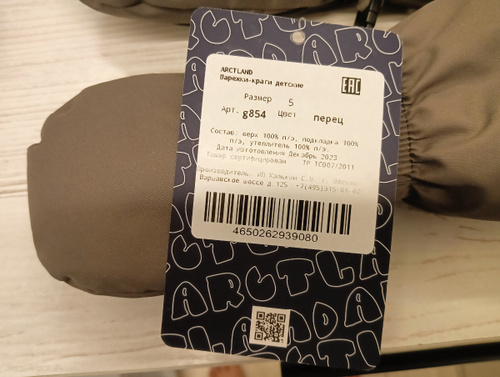 ARCTLAND
Варежки-краги детские
EAC
Размер 5
Арт. g854 Цвет перец
Состав: верх 100% п/э, подкладка 100%
п/э, утеплитель 100% п/э.
Дата изготовления Декабрь 2023
Товар сертифицирован ТР ТС007/2011
Производитель: ИП
Варшавское шоссе д.125
4650262939080
ARCTLAND